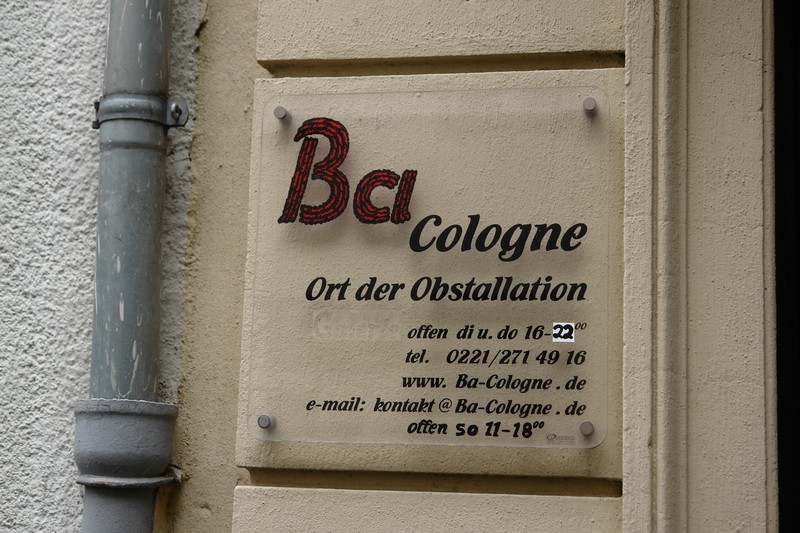 Ba
Cologne
Ort der Obstallation
offen di u. do 16-22⁰⁰
tel. 0221/271 49 16
www. Ba-Cologne . de
e-mail: kontakt @ Ba-Cologne . de
offen so 11-18⁰⁰